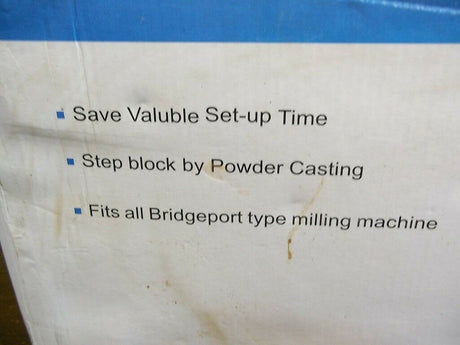 Save Valuble Set-up Time
Step block by Powder Casting
Fits all Bridgeport type milling machine